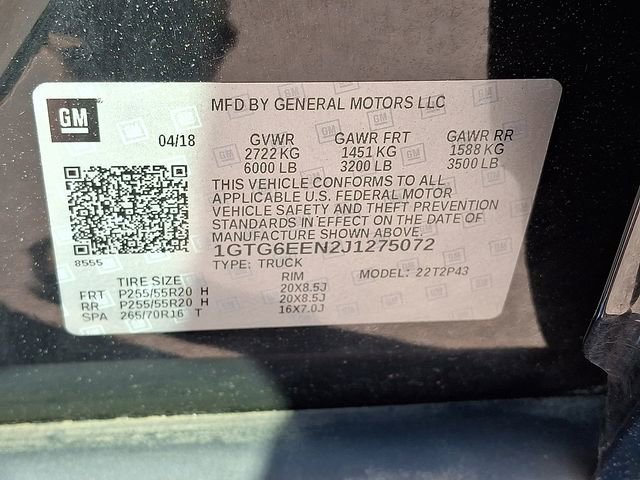 GM
MFD BY GENERAL MOTORS LLC
04/18
GVWR GAWR FRT GAWR RR
2722 KG 1451 KG 1588 KG
6000 LB 3200 LB 3500 LB
THIS VEHICLE CONFORMS TO ALL
APPLICABLE U.S. FEDERAL MOTOR
VEHICLE SAFETY AND THEFT PREVENTION
STANDARDS IN EFFECT ON THE DATE OF
MANUFACTURE SHOWN ABOVE.
8555
1GTG6EEN2J1275072
TYPE: TRUCK
MODEL: 22T2P43
TIRE SIZE RIM
FRT P255/55R20 H 20X8.5J
RR P255/55R20 H 20X8.5J
SPA 265/70R16 T 16X7.0J